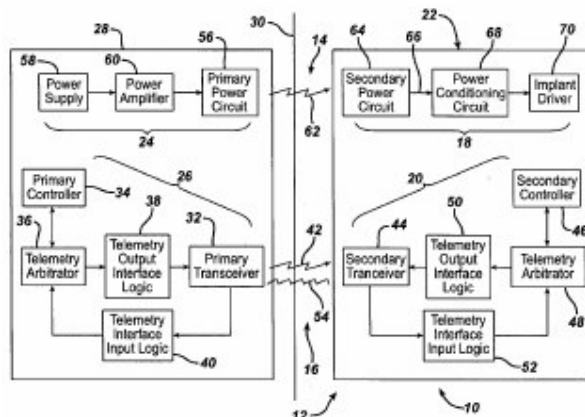 28
30
22
14
58
60
56
64
66
68
70
Power
Supply
Power
Amplifier
Primary
Power
Circuit
Secondary
Power
Circuit
Power
Conditioning
Circuit
Implant
Driver
62
24
18
26
20
Primary
Controller
34
Secondary
Controller
46
36
38
32
42
44
50
Telemetry
Arbitrator
Telemetry
Output
Interface
Logic
Primary
Transceiver
Secondary
Tranceiver
Telemetry
Output
Interface
Logic
Telemetry
Arbitrator
54
48
Telemetry
Interface
Input Logic
40
16
Telemetry
Interface
Input Logic
52
12
10